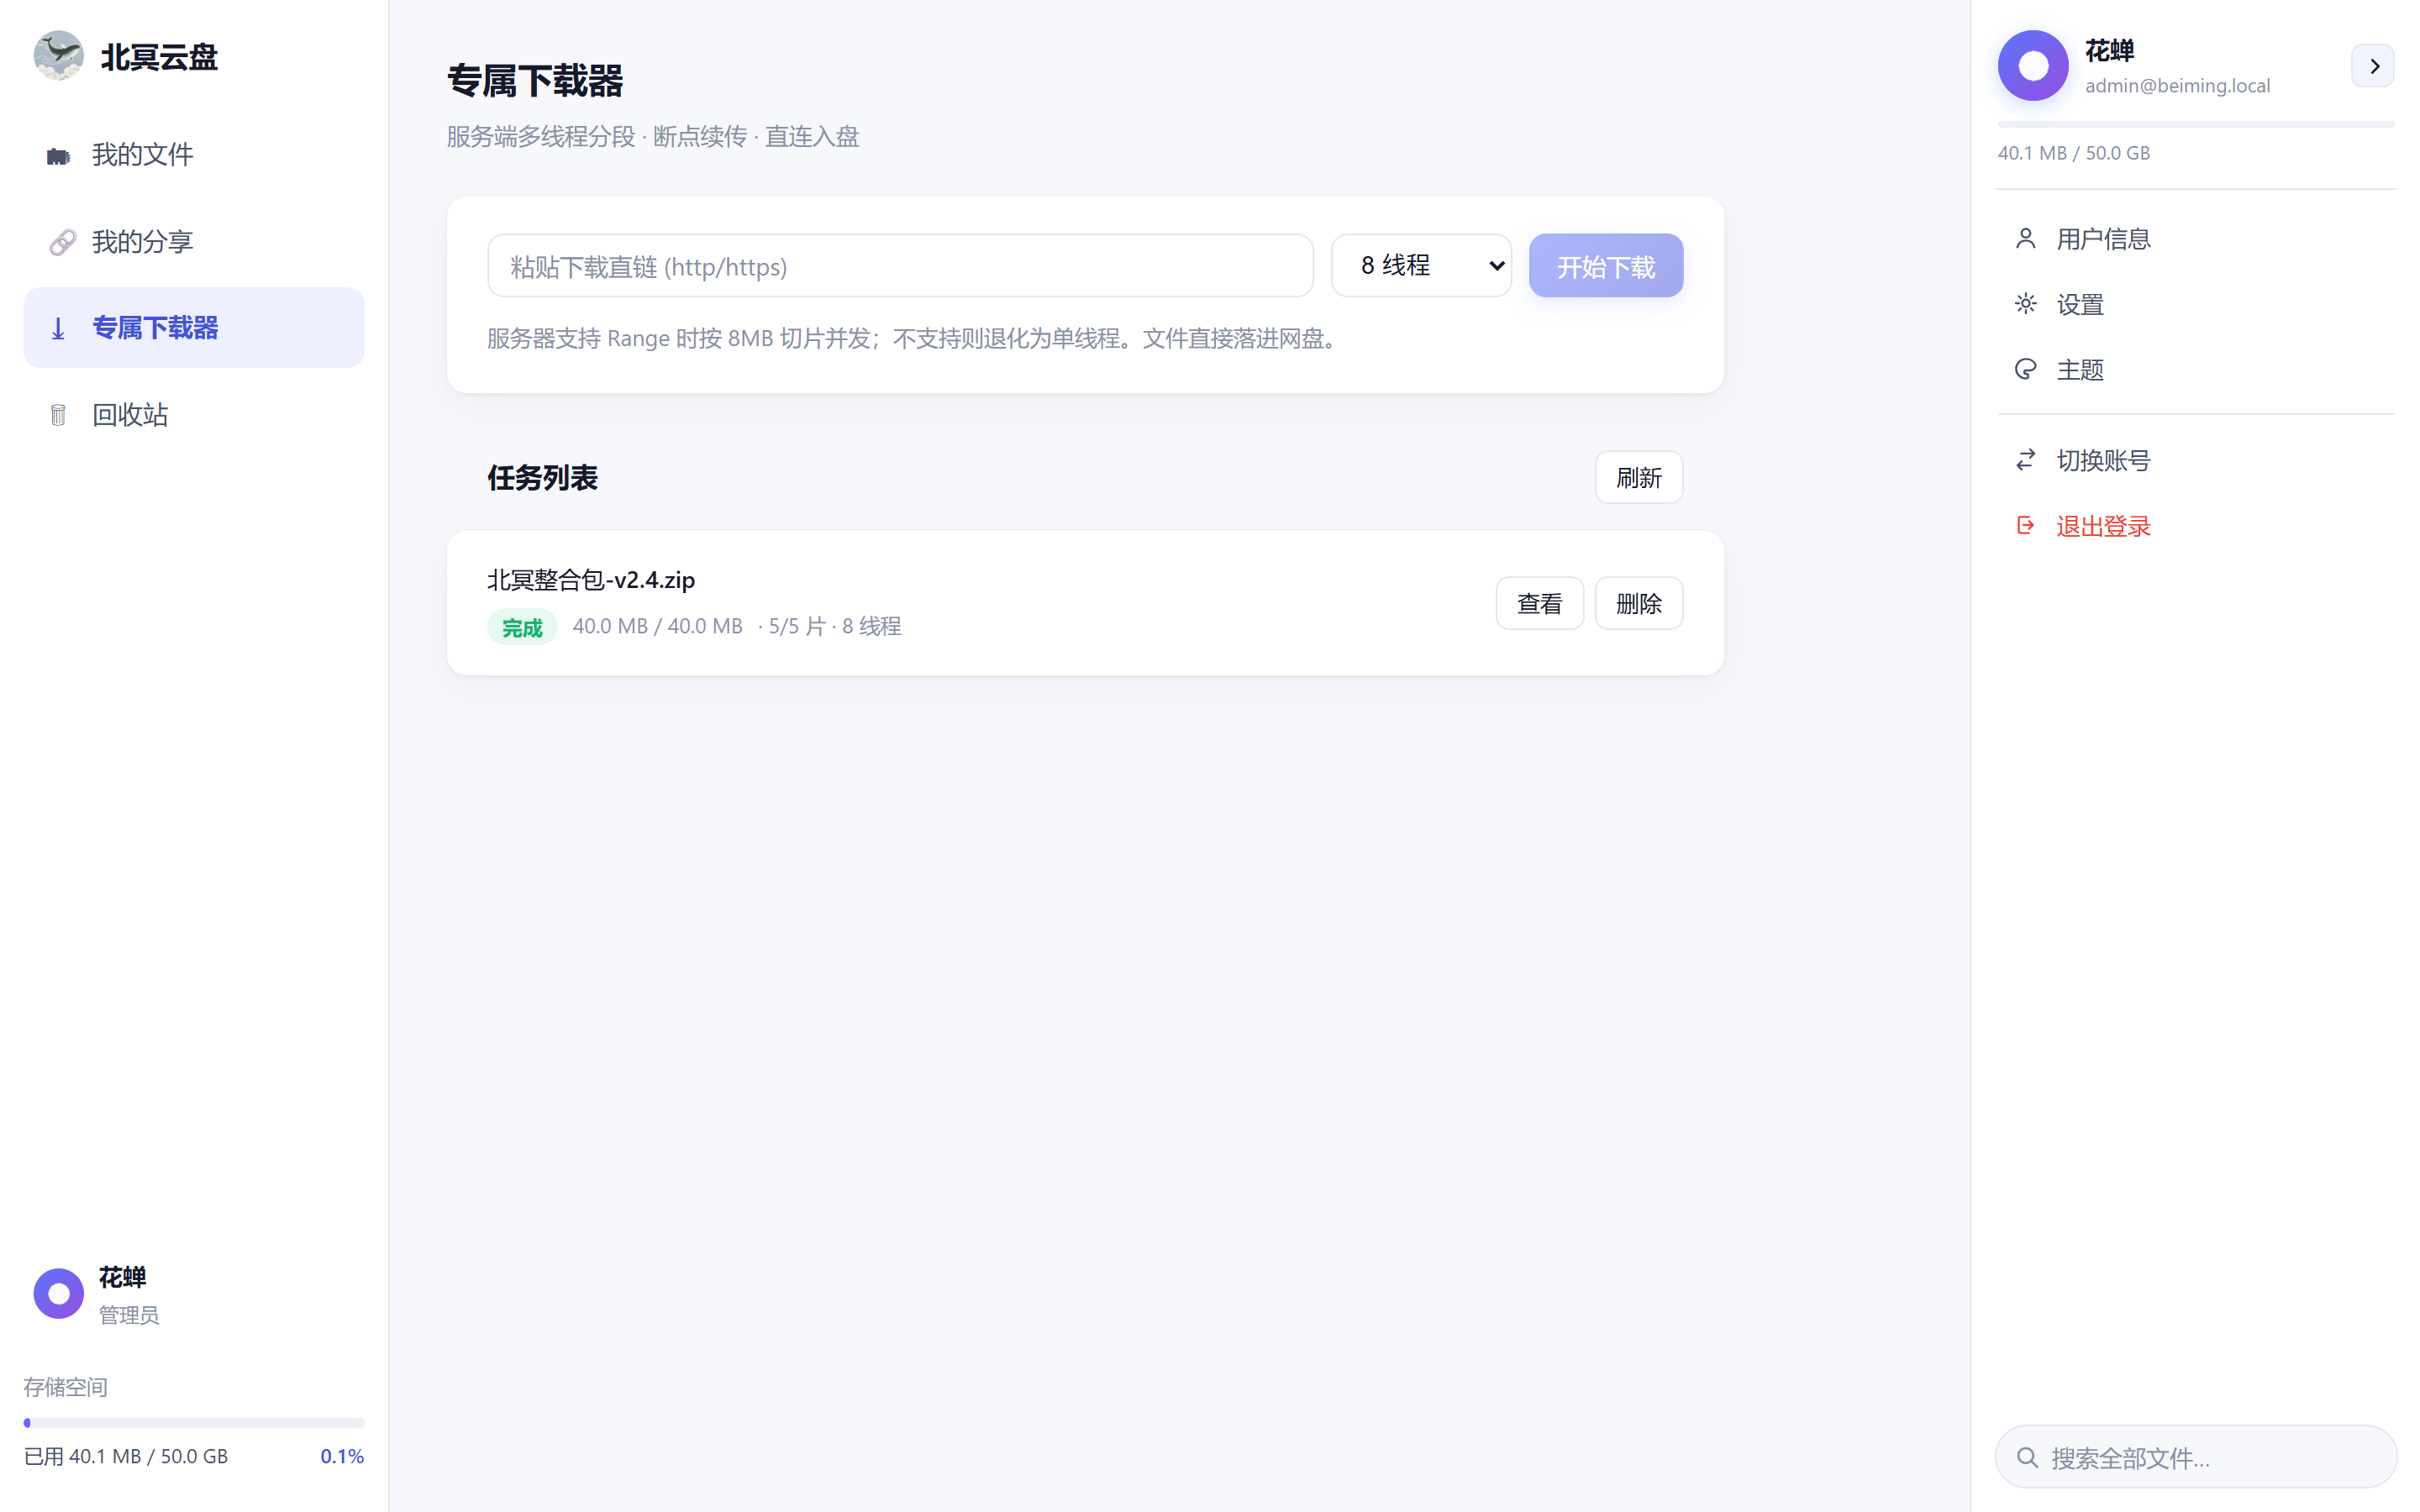 北冥云盘
我的文件
我的分享
专属下载器
回收站
花蝉
管理员
存储空间
已用 40.1 MB / 50.0 GB
0.1%
专属下载器
服务端多线程分段 · 断点续传 · 直连入盘
粘贴下载直链 (http/https)
8 线程
开始下载
服务器支持 Range 时按 8MB 切片并发；不支持则退化为单线程。文件直接落进网盘。
任务列表
刷新
北冥整合包-v2.4.zip
完成 40.0 MB / 40.0 MB · 5/5 片 · 8 线程
查看
删除
花蝉
admin@beiming.local
40.1 MB / 50.0 GB
用户信息
设置
主题
切换账号
退出登录
搜索全部文件...